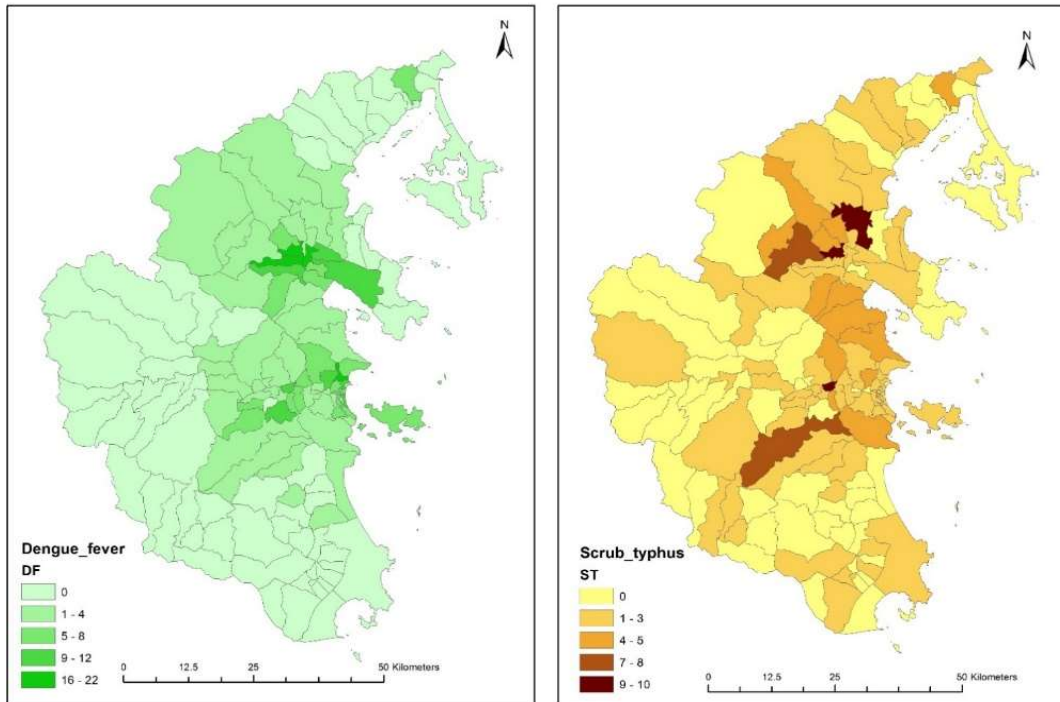 N
Dengue_fever
DF
0
1 - 4
5 - 8
9 - 12
16 - 22
0 12.5 25 50 Kilometers
N
Scrub_typhus
ST
0
1 - 3
4 - 5
7 - 8
9 - 10
0 12.5 25 50 Kilometers